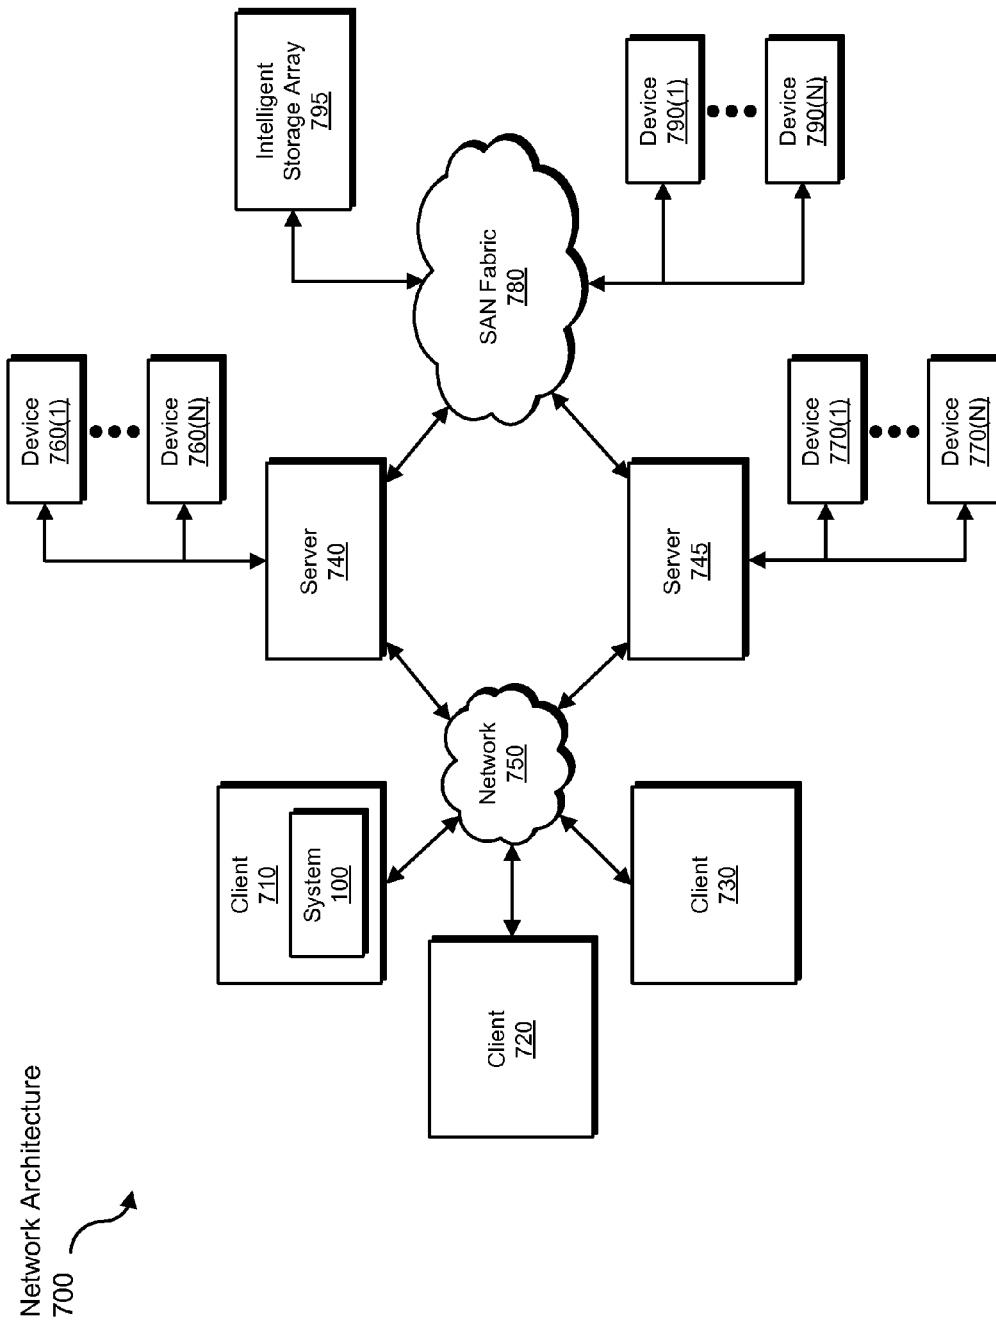 Network Architecture
700
Client
710
System
100
Client
720
Client
730
Network
750
Server
740
Server
745
Device
760(1)
Device
760(N)
Device
770(1)
Device
770(N)
SAN Fabric
780
Intelligent
Storage Array
795
Device
790(1)
Device
790(N)